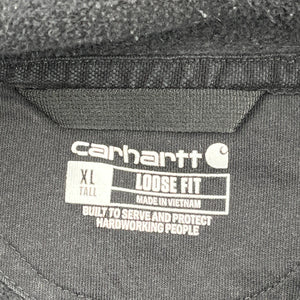 carhartt
XL
TALL
LOOSE FIT
MADE IN VIETNAM
BUILT TO SERVE AND PROTECT
HARDWORKING PEOPLE